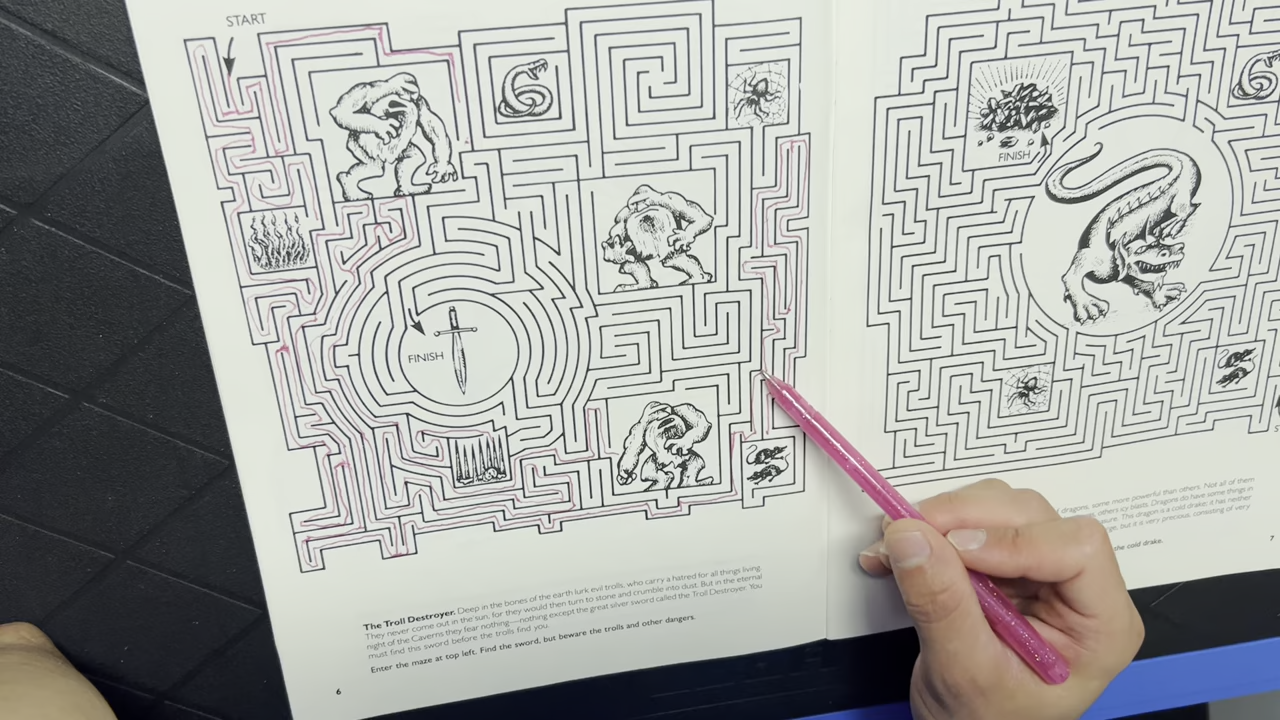 START
FINISH
FINISH
The Troll Destroyer. Deep in the bones of the earth lurk evil trolls, who carry a hatred for all things living.
They never come out in the sun, for they would then turn to stone and crumble into dust. But in the eternal
night of the Caverns they fear nothing—nothing except the great silver sword called the Troll Destroyer. You
must find this sword before the trolls find you.
Enter the maze at top left. Find the sword, but beware the trolls and other dangers.
6
of dragons, some more powerful than others. Not all of them
others icy blasts. Dragons do have some things in
This dragon is a cold drake; it has neither
but it is very precious, consisting of very
the cold drake.
7